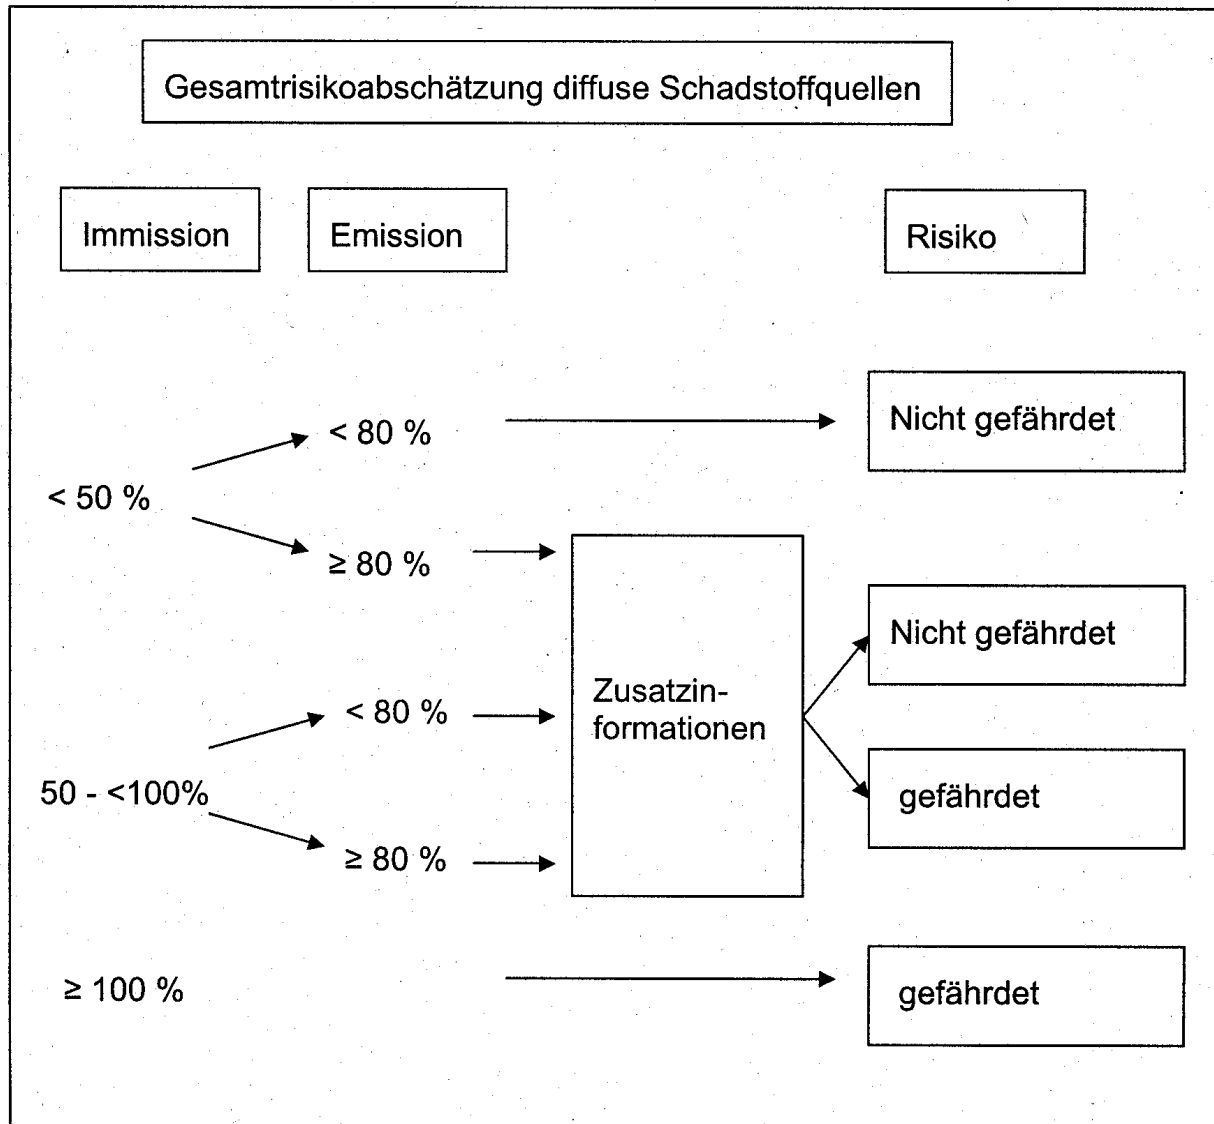 Gesamtrisikoabschätzung diffuse Schadstoffquellen
Immission
Emission
Risiko
< 80 %
Nicht gefährdet
< 50 %
≥ 80 %
Nicht gefährdet
Zusatzin-
formationen
< 80 %
50 - <100%
gefährdet
≥ 80 %
≥ 100 %
gefährdet